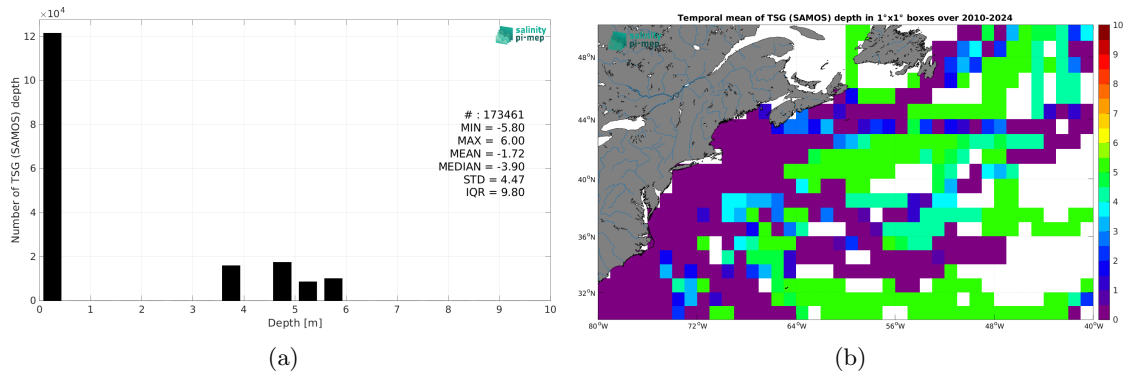 ×10⁴
12
10
8
6
4
2
0
Number of TSG (SAMOS) depth
salinity
pi-mep
# : 173461
MIN = -5.80
MAX = 6.00
MEAN = -1.72
MEDIAN = -3.90
STD = 4.47
IQR = 9.80
0 1 2 3 4 5 6 7 8 9 10
Depth [m]
(a)
Temporal mean of TSG (SAMOS) depth in 1°x1° boxes over 2010-2024
salinity
pi-mep
48°N
44°N
40°N
36°N
32°N
80°W 72°W 64°W 56°W 48°W 40°W
10
9
8
7
6
5
4
3
2
1
0
(b)